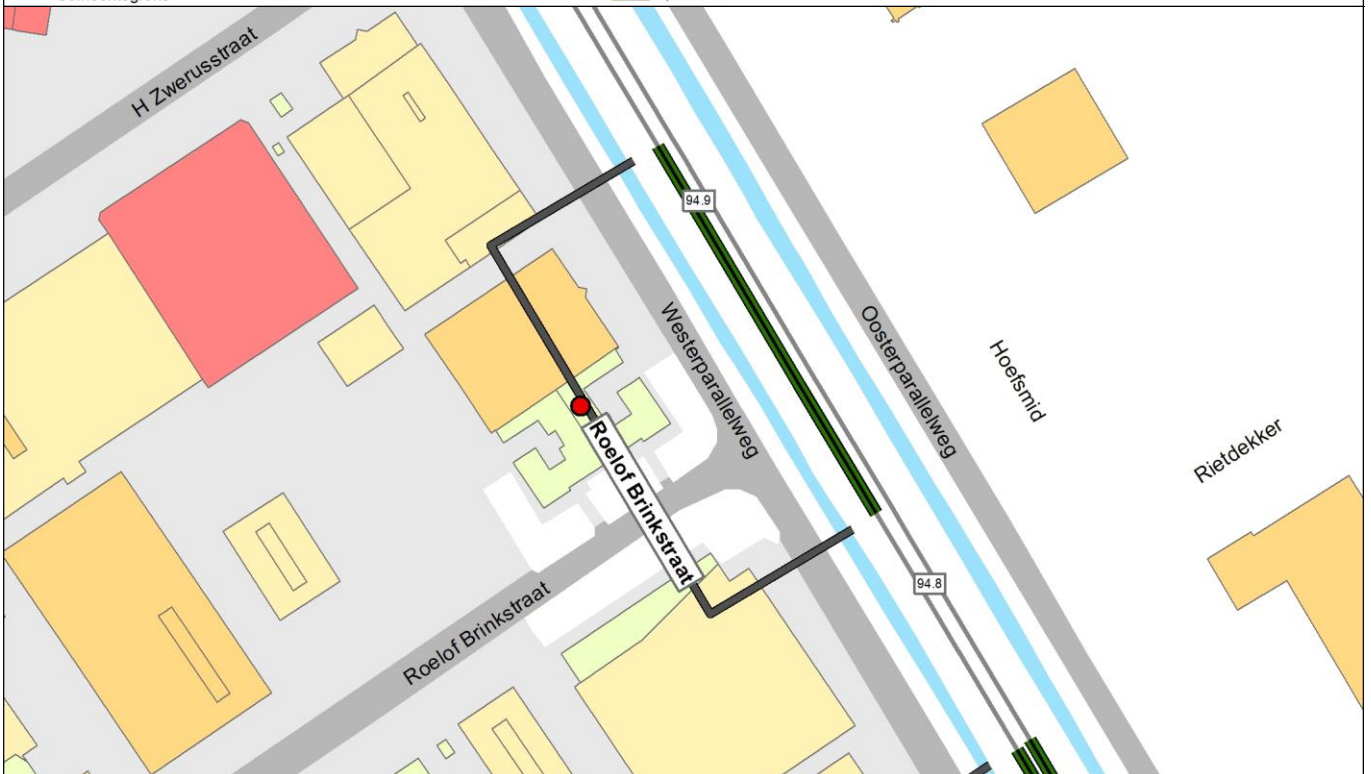 H Zwerusstraat
94.9
Westerparallelweg
Oosterparallelweg
Hoefsmid
Rietdekker
Roelof Brinkstraat
94.8
Roelof Brinkstraat